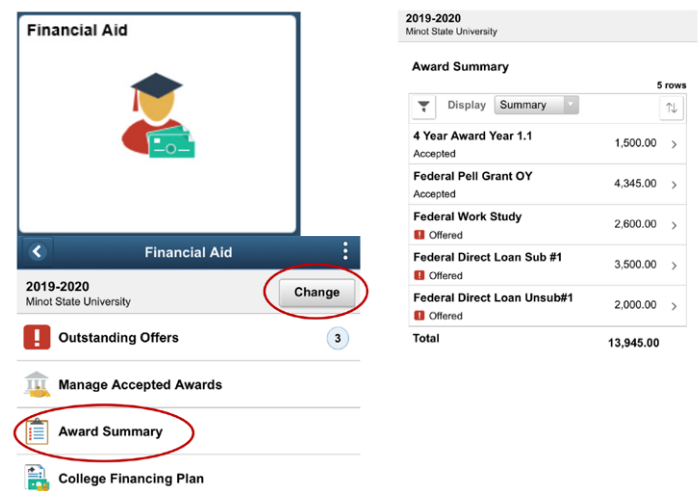 Financial Aid
Financial Aid
2019-2020
Minot State University
Change
Outstanding Offers 3
Manage Accepted Awards
Award Summary
College Financing Plan
2019-2020
Minot State University
Award Summary
5 rows
Display Summary
4 Year Award Year 1.1 1,500.00
Accepted
Federal Pell Grant OY 4,345.00
Accepted
Federal Work Study 2,600.00
Offered
Federal Direct Loan Sub #1 3,500.00
Offered
Federal Direct Loan Unsub#1 2,000.00
Offered
Total 13,945.00